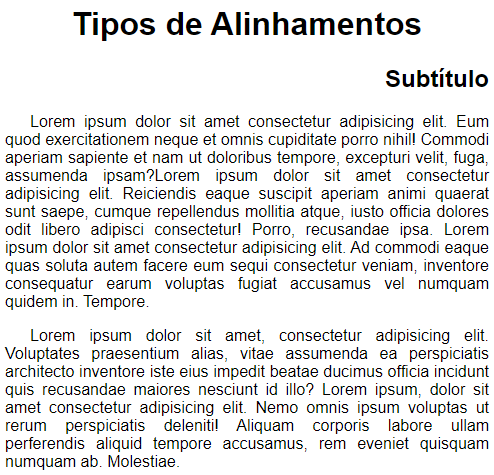 Tipos de Alinhamentos
Subtítulo
Lorem ipsum dolor sit amet consectetur adipisicing elit. Eum
quod exercitationem neque et omnis cupiditate porro nihil! Commodi
aperiam sapiente et nam ut doloribus tempore, excepturi velit, fuga,
assumenda ipsam?Lorem ipsum dolor sit amet consectetur
adipisicing elit. Reiciendis eaque suscipit aperiam animi quaerat
sunt saepe, cumque repellendus mollitia atque, iusto officia dolores
odit libero adipisci consectetur! Porro, recusandae ipsa. Lorem
ipsum dolor sit amet consectetur adipisicing elit. Ad commodi eaque
quas soluta autem facere eum sequi consectetur veniam, inventore
consequatur earum voluptas fugiat accusamus vel numquam
quidem in. Tempore.
Lorem ipsum dolor sit amet, consectetur adipisicing elit.
Voluptates praesentium alias, vitae assumenda ea perspiciatis
architecto inventore iste eius impedit beatae ducimus officia incidunt
quis recusandae maiores nesciunt id illo? Lorem ipsum, dolor sit
amet consectetur adipisicing elit. Nemo omnis ipsum voluptas ut
rerum perspiciatis deleniti! Aliquam corporis labore ullam
perferendis aliquid tempore accusamus, rem eveniet quisquam
numquam ab. Molestiae.